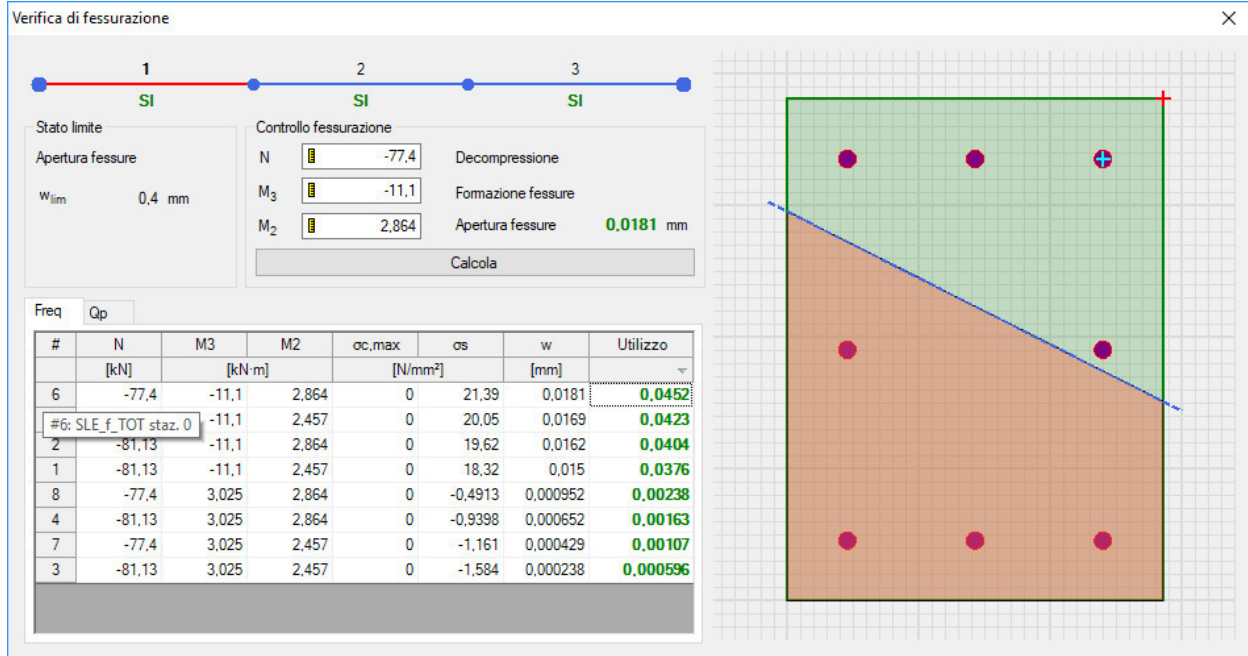 Verifica di fessurazione
1 2 3
SI SI SI
Stato limite
Apertura fessure
wlim 0,4 mm
Controllo fessurazione
N -77,4 Decompressione
M3 -11,1 Formazione fessure
M2 2,864 Apertura fessure 0,0181 mm
Calcola
Freq Qp
# N M3 M2 σc,max σs w Utilizzo
[kN] [kN·m] [N/mm²] [mm]
6 -77,4 -11,1 2,864 0 21,39 0,0181 0,0452
#6: SLE_f_TOT staz. 0 -11,1 2,457 0 20,05 0,0169 0,0423
2 -81,13 -11,1 2,864 0 19,62 0,0162 0,0404
1 -81,13 -11,1 2,457 0 18,32 0,015 0,0376
8 -77,4 3,025 2,864 0 -0,4913 0,000952 0,00238
4 -81,13 3,025 2,864 0 -0,9398 0,000652 0,00163
7 -77,4 3,025 2,457 0 -1,161 0,000429 0,00107
3 -81,13 3,025 2,457 0 -1,584 0,000238 0,000596